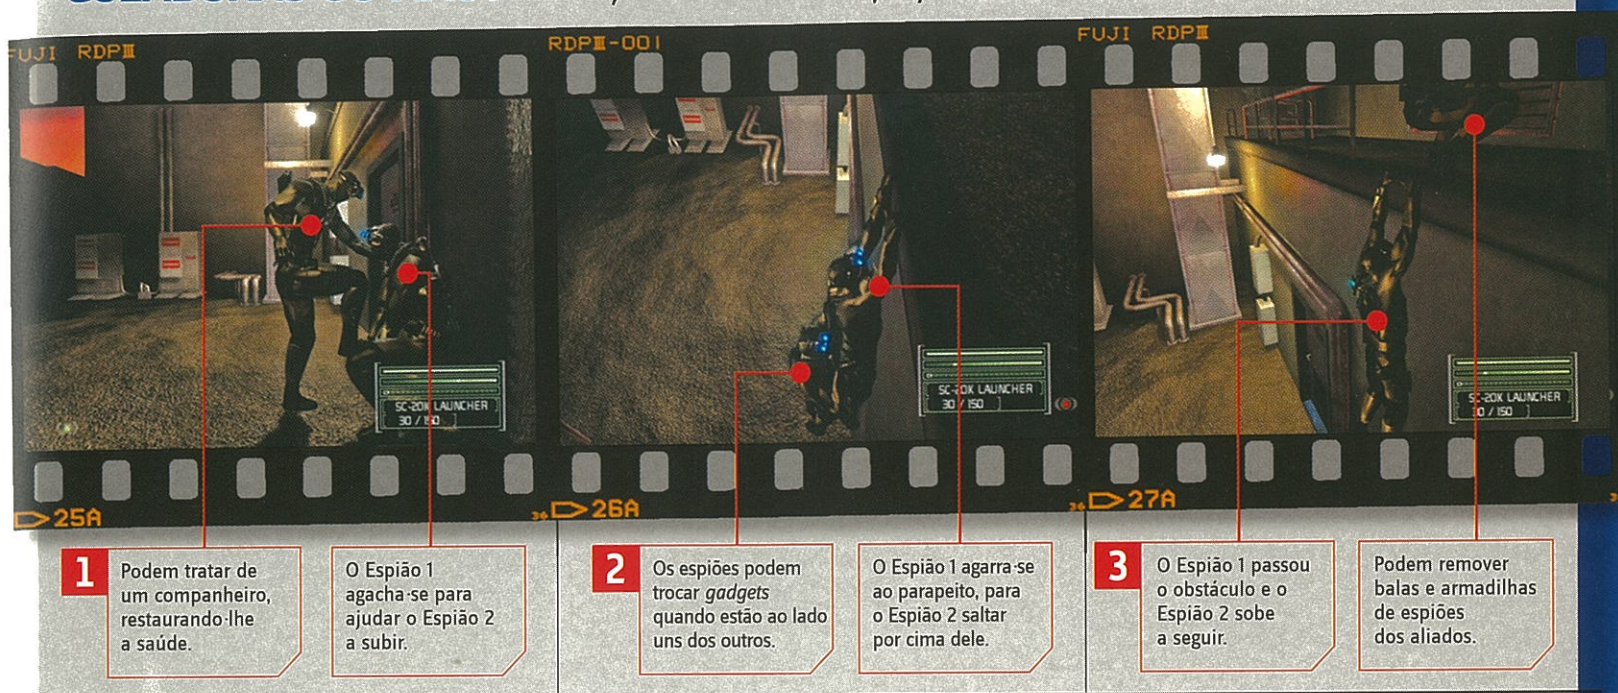 FUJI RDPIII
RDPIII-001
FUJI RDPIII
SC-20K LAUNCHER
30 / 150
SC-20K LAUNCHER
30 / 150
SC-20K LAUNCHER
30 / 150
25A
36
26A
36
27A
1
Podem tratar de
um companheiro,
restaurando-lhe
a saúde.
O Espião 1
agacha-se para
ajudar o Espião 2
a subir.
2
Os espiões podem
trocar gadgets
quando estão ao lado
uns dos outros.
O Espião 1 agarra-se
ao parapeito, para
o Espião 2 saltar
por cima dele.
3
O Espião 1 passou
o obstáculo e o
Espião 2 sobe
a seguir.
Podem remover
balas e armadilhas
de espiões
dos aliados.